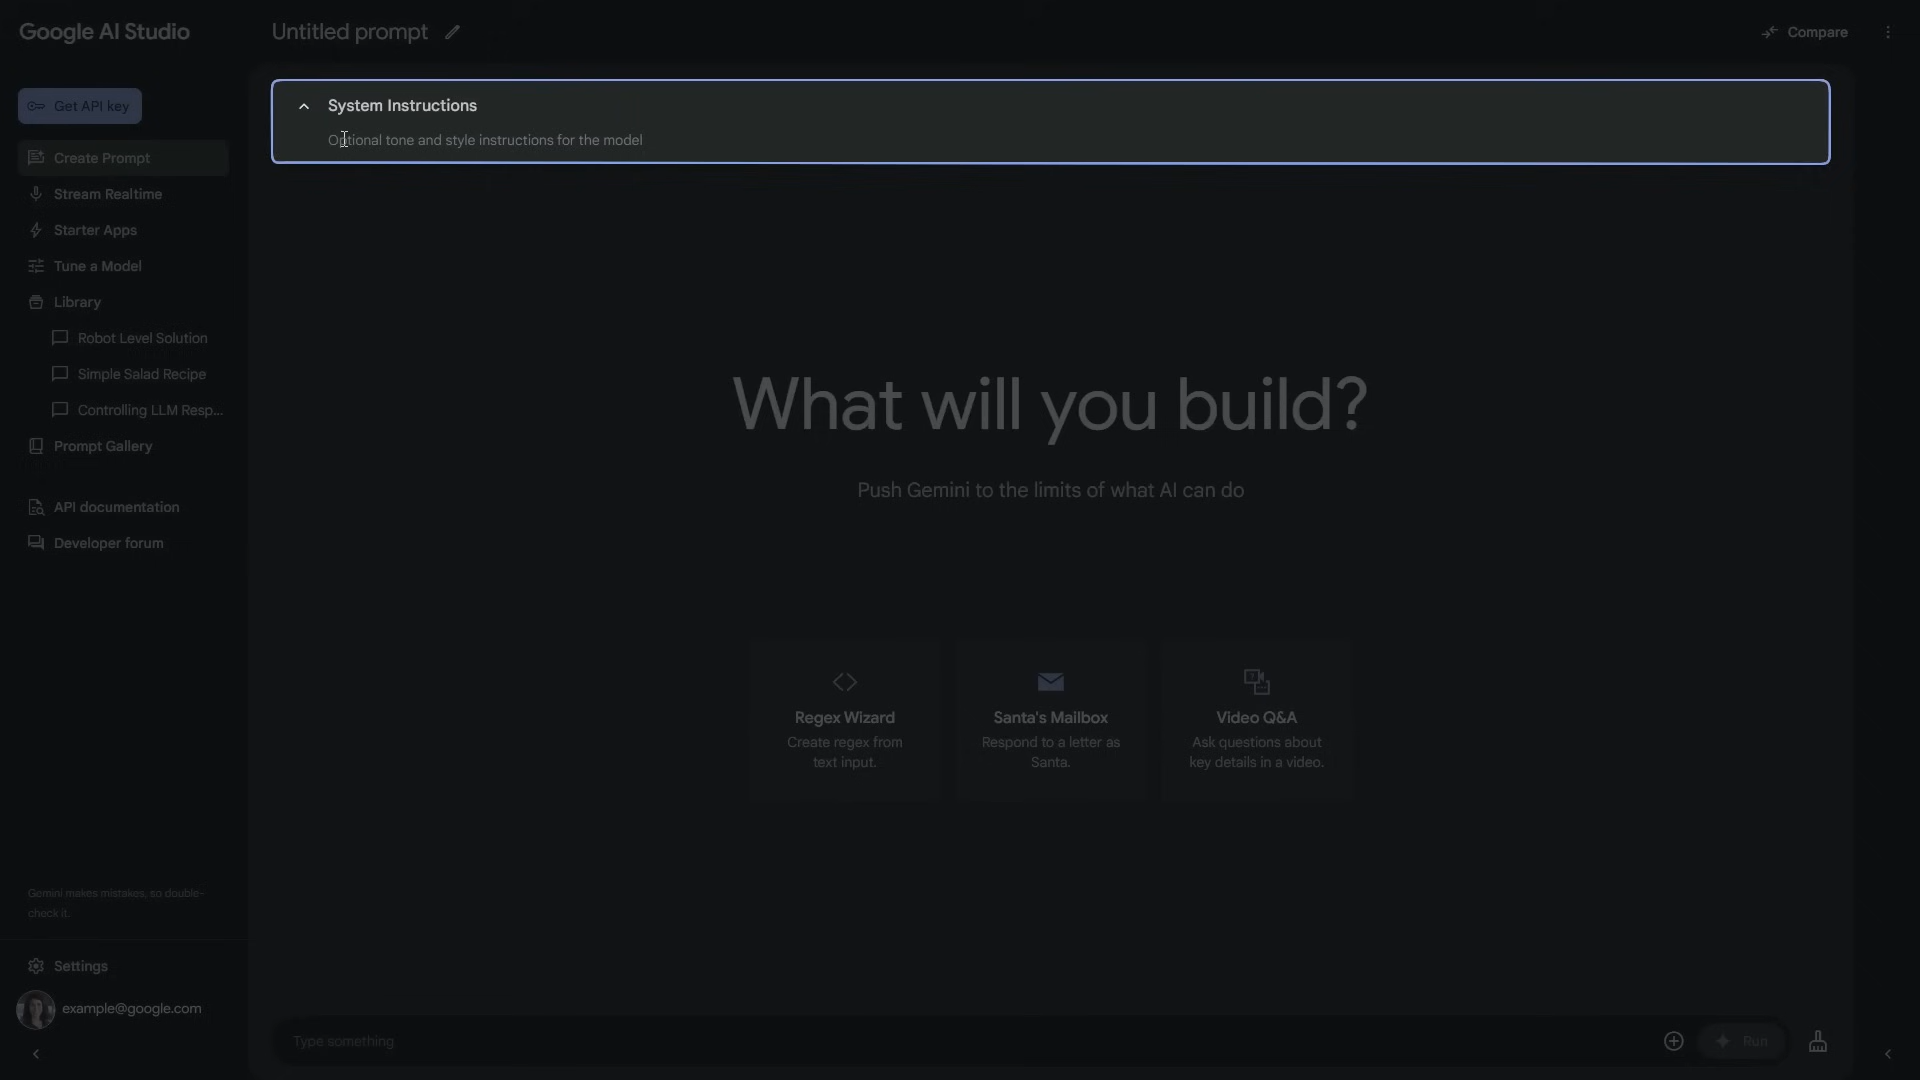 Google AI Studio
Untitled prompt
Compare
Get API key
Create Prompt
Stream Realtime
Starter Apps
Tune a Model
Library
Robot Level Solution
Simple Salad Recipe
Controlling LLM Resp...
Prompt Gallery
API documentation
Developer forum
Gemini makes mistakes, so double-
check it.
Settings
example@google.com
System Instructions
Optional tone and style instructions for the model
What will you build?
Push Gemini to the limits of what AI can do
Regex Wizard
Create regex from
text input.
Santa's Mailbox
Respond to a letter as
Santa.
Video Q&A
Ask questions about
key details in a video.
Type something
Run